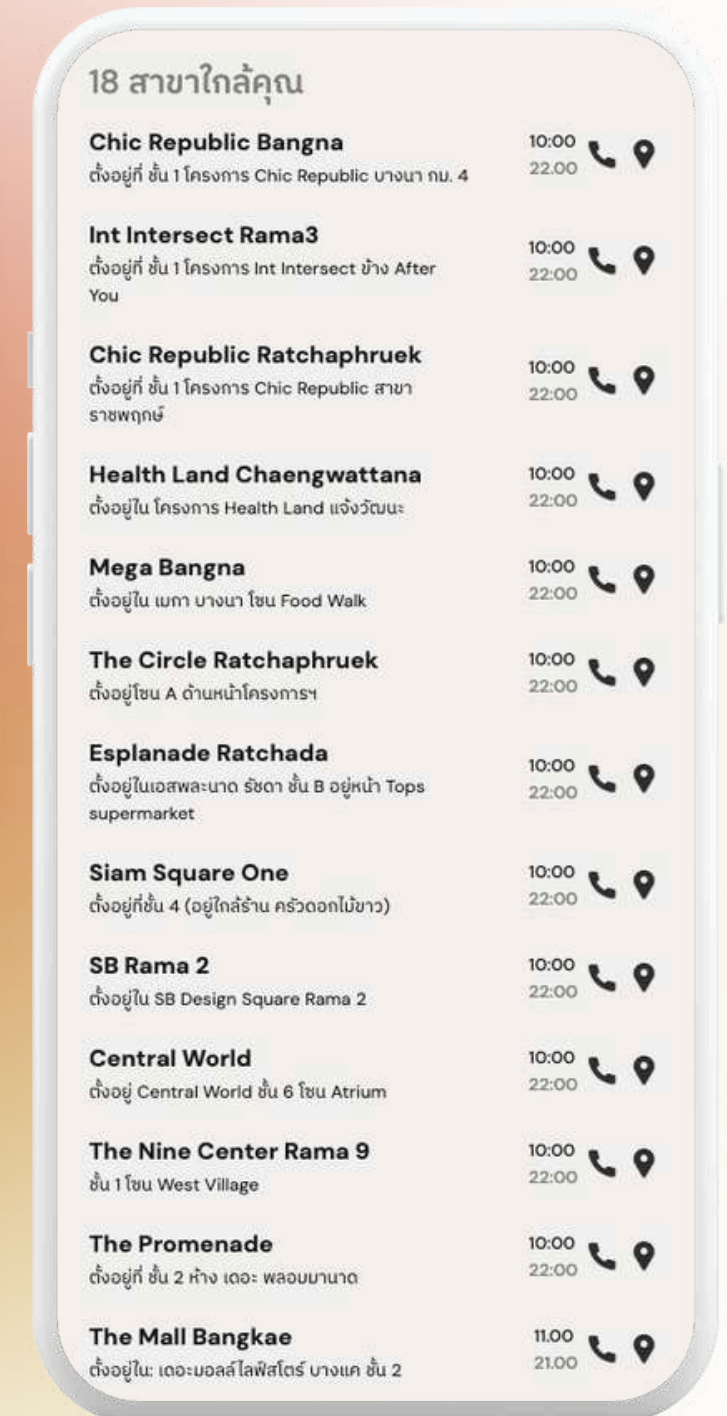 18 สาขาใกล้คุณ
Chic Republic Bangna
10:00
ตั้งอยู่ที่ ชั้น 1 โครงการ Chic Republic บางนา กม. 4
22.00
Int Intersect Rama3
10:00
ตั้งอยู่ที่ ชั้น 1 โครงการ Int Intersect ข้าง After
22:00
You
Chic Republic Ratchaphruek
10:00
ตั้งอยู่ที่ ชั้น 1 โครงการ Chic Republic สาขา
22:00
ราชพฤกษ์
Health Land Chaengwattana
10:00
ตั้งอยู่ใน โครงการ Health Land แจ้งวัฒนะ
22:00
Mega Bangna
10:00
ตั้งอยู่ใน เมกา บางนา โซน Food Walk
22:00
The Circle Ratchaphruek
10:00
ตั้งอยู่โซน A ด้านหน้าโครงการฯ
22:00
Esplanade Ratchada
10:00
ตั้งอยู่ในเอสพละนาด รัชดา ชั้น B อยู่หน้า Tops
22:00
supermarket
Siam Square One
10:00
ตั้งอยู่ที่ชั้น 4 (อยู่ใกล้ร้าน ครัวดอกไม้ขาว)
22:00
SB Rama 2
10:00
ตั้งอยู่ใน SB Design Square Rama 2
22:00
Central World
10:00
ตั้งอยู่ Central World ชั้น 6 โซน Atrium
22:00
The Nine Center Rama 9
10:00
ชั้น 1 โซน West Village
22:00
The Promenade
10:00
ตั้งอยู่ที่ ชั้น 2 ห้าง เดอะ พลอมมานาด
22:00
The Mall Bangkae
11.00
ตั้งอยู่ใน: เดอะมอลล์ไลฟ์สโตร์ บางแค ชั้น 2
21.00